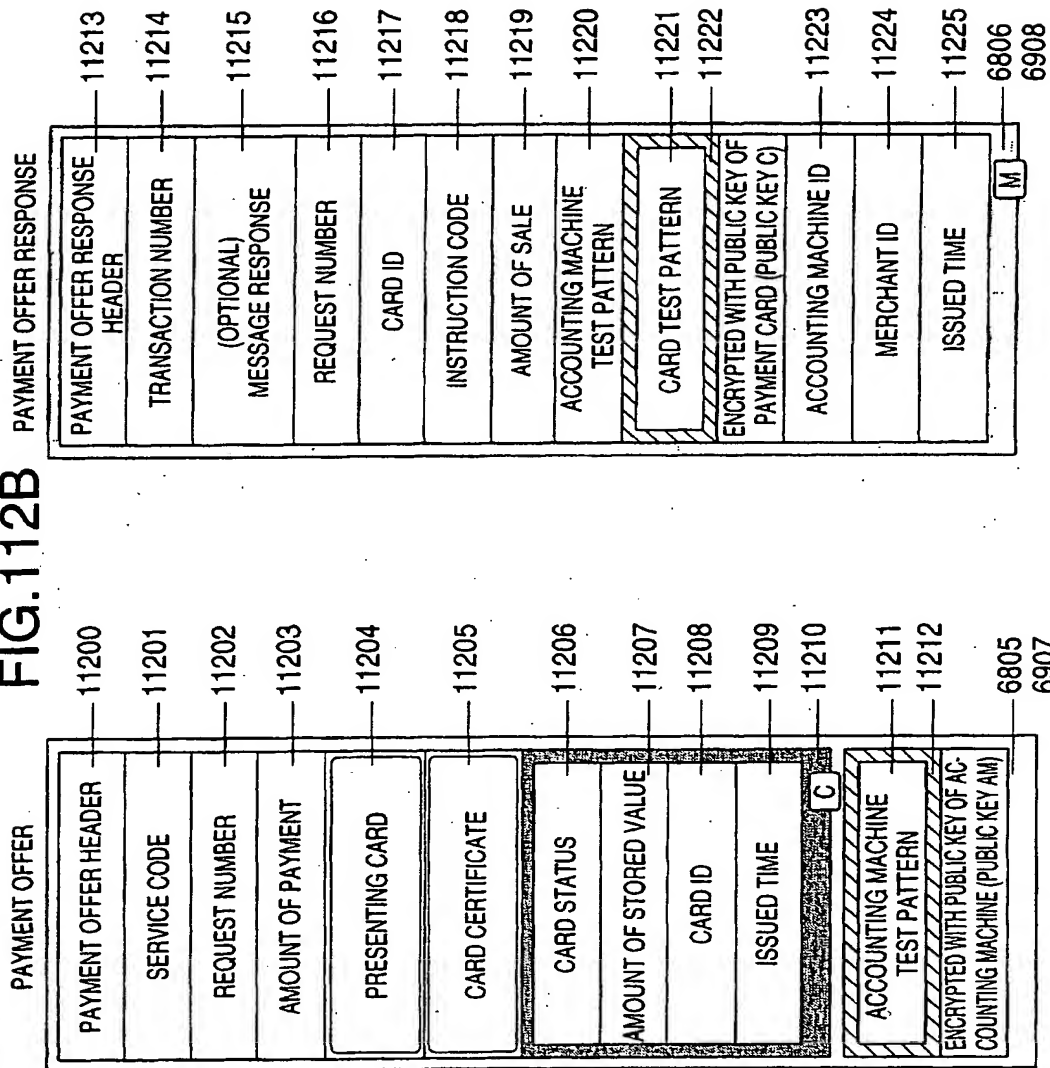 FIG.112B
PAYMENT OFFER
PAYMENT OFFER HEADER
11200
SERVICE CODE
11201
REQUEST NUMBER
11202
AMOUNT OF PAYMENT
11203
PRESENTING CARD
11204
CARD CERTIFICATE
11205
CARD STATUS
11206
AMOUNT OF STORED VALUE
11207
CARD ID
11208
ISSUED TIME
11209
C
11210
ACCOUNTING MACHINE
TEST PATTERN
11211
11212
ENCRYPTED WITH PUBLIC KEY OF AC-
COUNTING MACHINE (PUBLIC KEY AM)
6805
6907
PAYMENT OFFER RESPONSE
PAYMENT OFFER RESPONSE
HEADER
11213
TRANSACTION NUMBER
11214
(OPTIONAL)
MESSAGE RESPONSE
11215
REQUEST NUMBER
11216
CARD ID
11217
INSTRUCTION CODE
11218
AMOUNT OF SALE
11219
ACCOUNTING MACHINE
TEST PATTERN
11220
CARD TEST PATTERN
11221
11222
ENCRYPTED WITH PUBLIC KEY OF
PAYMENT CARD (PUBLIC KEY C)
ACCOUNTING MACHINE ID
11223
MERCHANT ID
11224
ISSUED TIME
11225
M
6806
6908